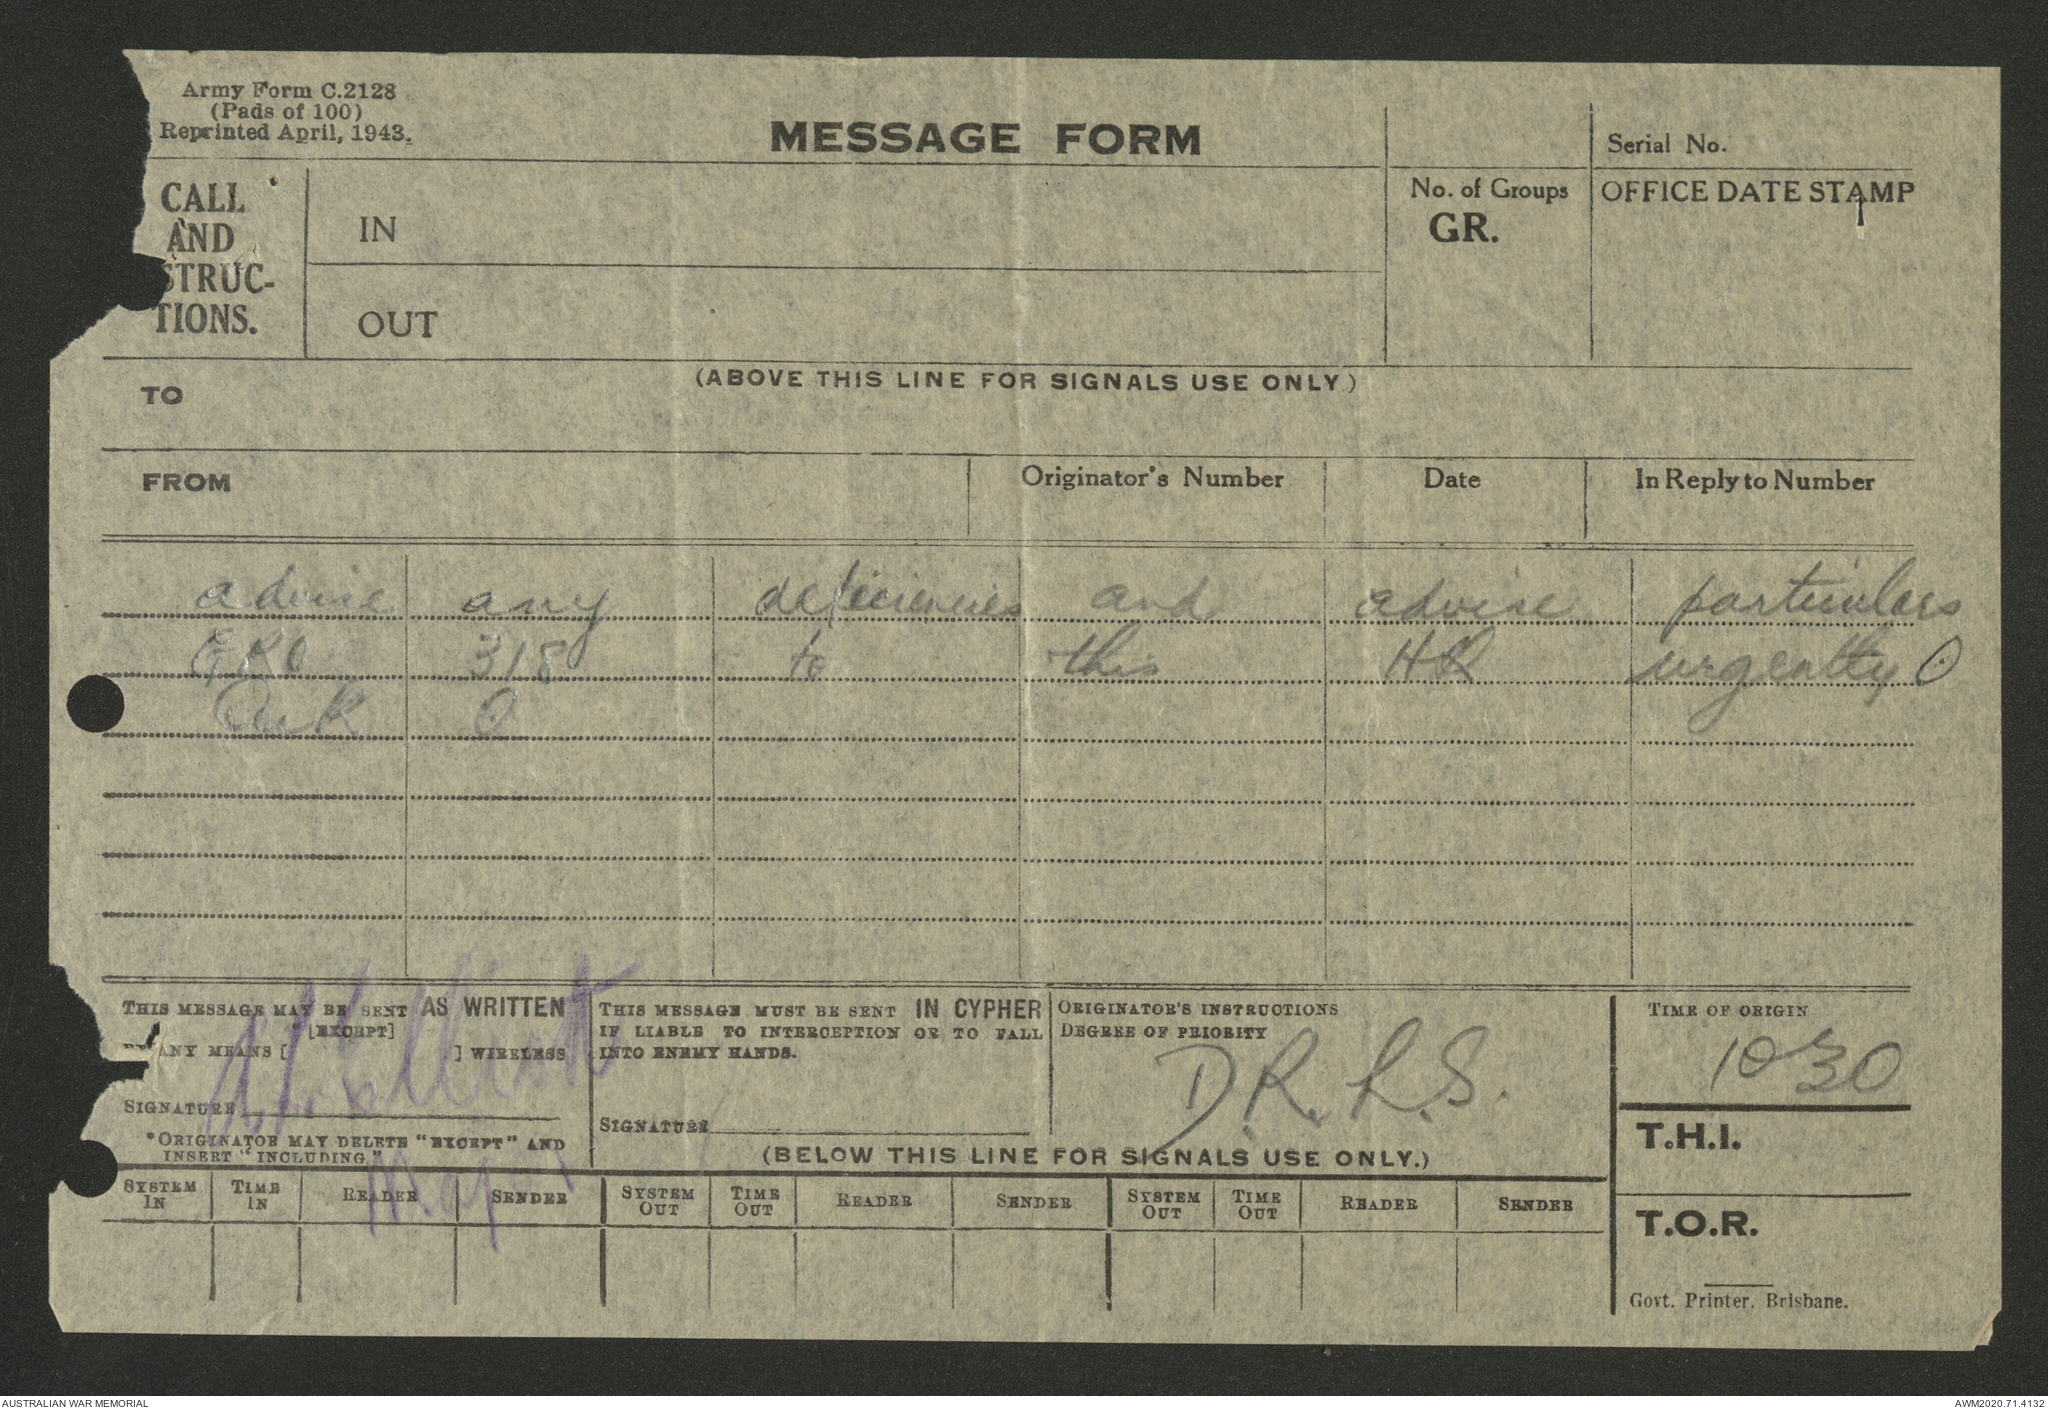 Army Form C.2128
(Pads of 100)
Reprinted April, 1943.
MESSAGE FORM
Serial No.
CALL
AND
STRUC-
TIONS.
IN
OUT
No. of Groups
GR.
OFFICE DATE STAMP
(ABOVE THIS LINE FOR SIGNALS USE ONLY)
TO
FROM
Originator's Number
Date
In Reply to Number
advise any deficiencies and advise particulars
GRO 318 to this HQ urgently O
Ack O
THIS MESSAGE MAY BE SENT AS WRITTEN
[EXCEPT]
BY ANY MEANS [ ] WIRELESS
SIGNATURE
*ORIGINATOR MAY DELETE "EXCEPT" AND
INSERT "INCLUDING"
Major
THIS MESSAGE MUST BE SENT IN CYPHER
IF LIABLE TO INTERCEPTION OR TO FALL
INTO ENEMY HANDS.
SIGNATURE
ORIGINATOR'S INSTRUCTIONS
DEGREE OF PRIORITY
D.R.L.S.
TIME OF ORIGIN
1030
(BELOW THIS LINE FOR SIGNALS USE ONLY.)
T.H.I.
T.O.R.
SYSTEM IN
TIME IN
READER
SENDER
SYSTEM OUT
TIME OUT
READER
SENDER
SYSTEM OUT
TIME OUT
READER
SENDER
Govt. Printer, Brisbane.
AUSTRALIAN WAR MEMORIAL
AWM2020.71.4132